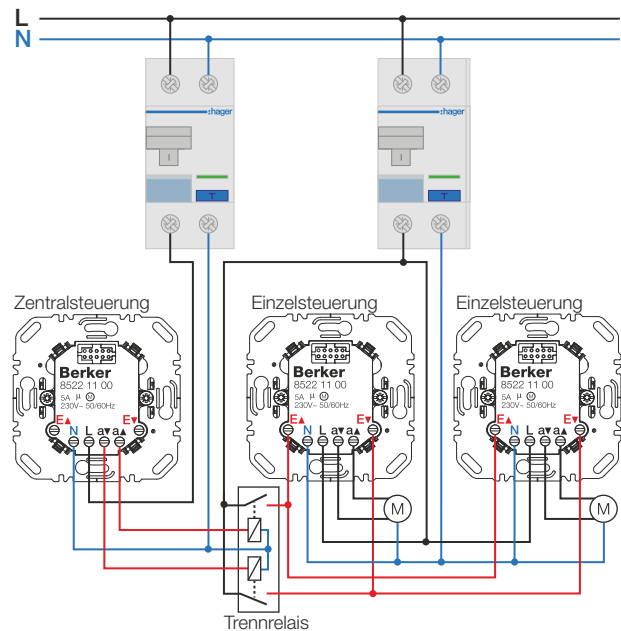 L
N
:hager
:hager
I
I
T
T
Zentralsteuerung
Einzelsteuerung
Einzelsteuerung
Berker
8522 11 00
5A µ M
230V~ 50/60Hz
E▲ N L a▼ a▲ E▼
Berker
8522 11 00
5A µ M
230V~ 50/60Hz
E▲ N L a▼ a▲ E▼
Berker
8522 11 00
5A µ M
230V~ 50/60Hz
E▲ N L a▼ a▲ E▼
M
M
Trennrelais